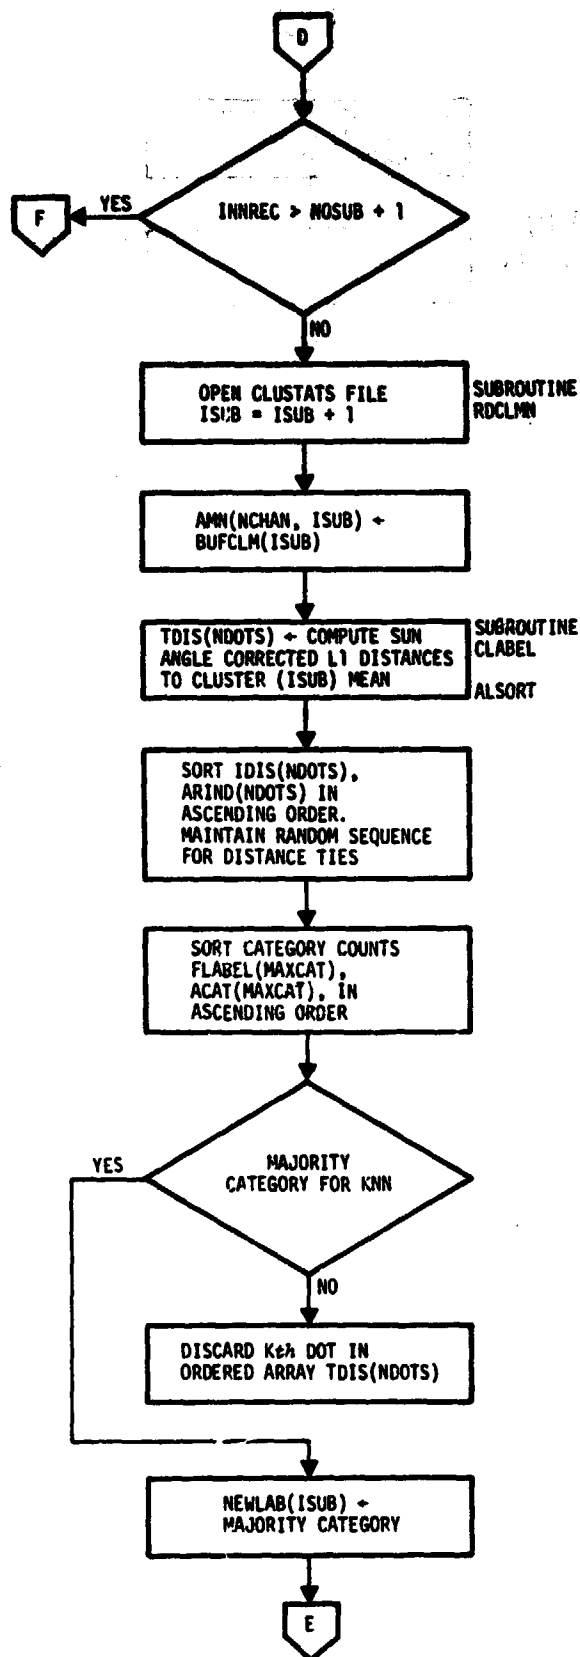 D
INNREC > NOSUB + 1
YES
F
NO
OPEN CLUSTATS FILE
ISUB = ISUB + 1
SUBROUTINE
RDCLMN
AMN(NCHAN, ISUB) ←
BUFCLM(ISUB)
TDIS(NDOTS) ← COMPUTE SUN
ANGLE CORRECTED L1 DISTANCES
TO CLUSTER (ISUB) MEAN
SUBROUTINE
CLABEL
ALSORT
SORT IDIS(NDOTS),
ARIND(NDOTS) IN
ASCENDING ORDER.
MAINTAIN RANDOM SEQUENCE
FOR DISTANCE TIES
SORT CATEGORY COUNTS
FLABEL(MAXCAT),
ACAT(MAXCAT), IN
ASCENDING ORDER
YES
MAJORITY
CATEGORY FOR KNN
NO
DISCARD Kth DOT IN
ORDERED ARRAY TDIS(NDOTS)
NEWLAB(ISUB) ←
MAJORITY CATEGORY
E